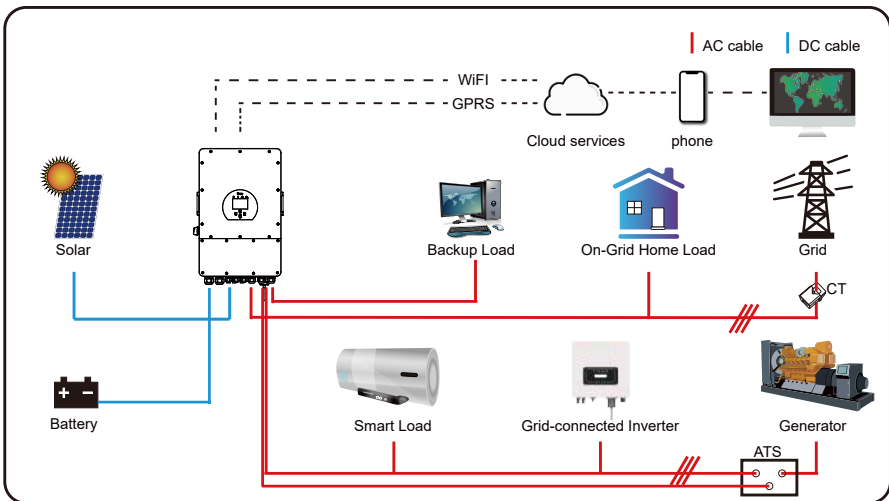 AC cable
DC cable
WiFI
GPRS
Cloud services
phone
Solar
Backup Load
On-Grid Home Load
Grid
CT
Battery
Smart Load
Grid-connected Inverter
Generator
ATS